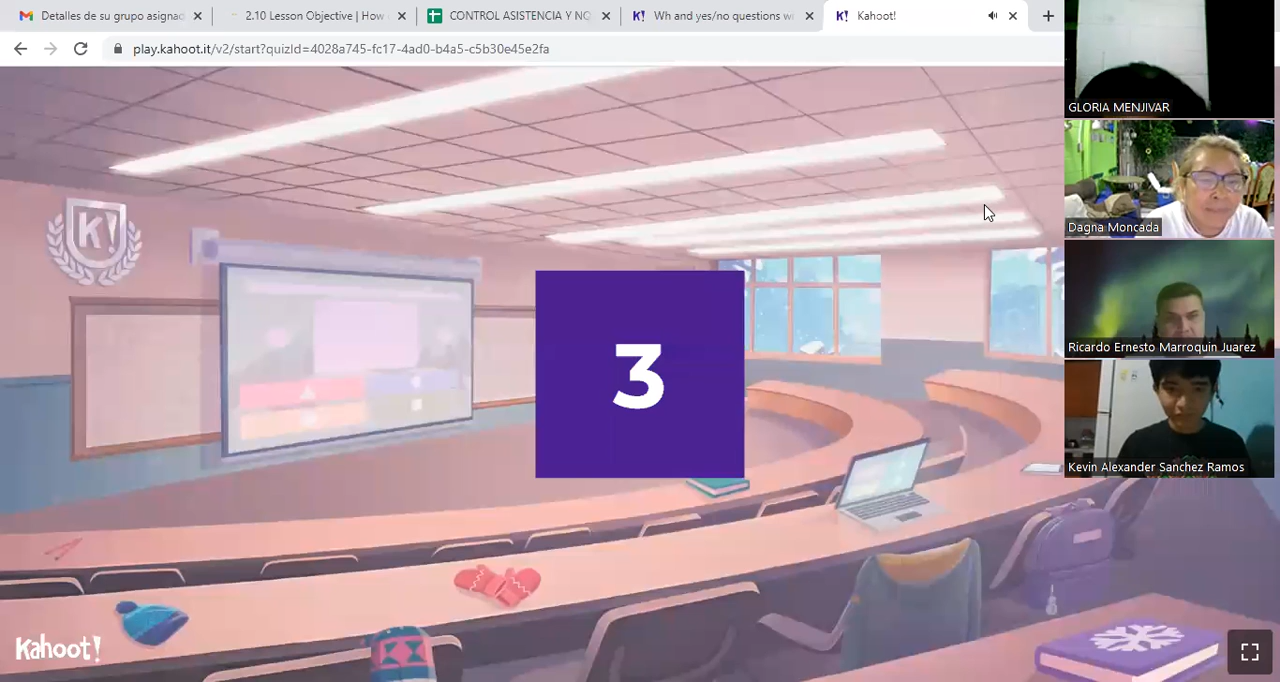 Detalles de su grupo asignad
2.10 Lesson Objective | How
CONTROL ASISTENCIA Y NO
K! Wh and yes/no questions w
K! Kahoot!
play.kahoot.it/v2/start?quizId=4028a745-fc17-4ad0-b4a5-c5b30e45e2fa
GLORIA MENJIVAR
Dagna Moncada
Ricardo Ernesto Marroquin Juarez
Kevin Alexander Sanchez Ramos
K!
3
Kahoot!